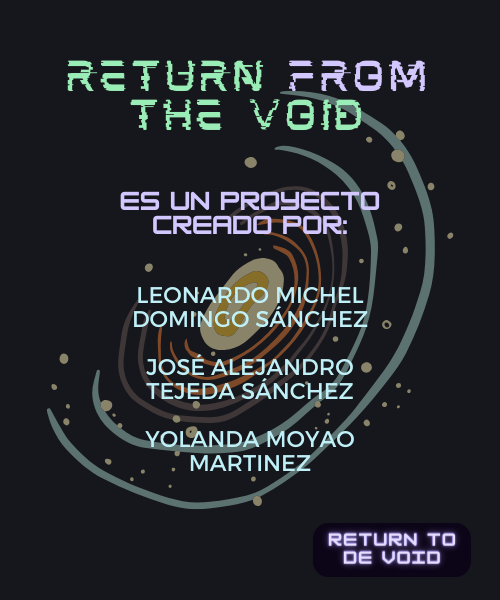 RETURN FROM
THE VOID
ES UN PROYECTO
CREADO POR:
LEONARDO MICHEL
DOMINGO SÁNCHEZ
JOSÉ ALEJANDRO
TEJEDA SÁNCHEZ
YOLANDA MOYAO
MARTINEZ
RETURN TO
DE VOID